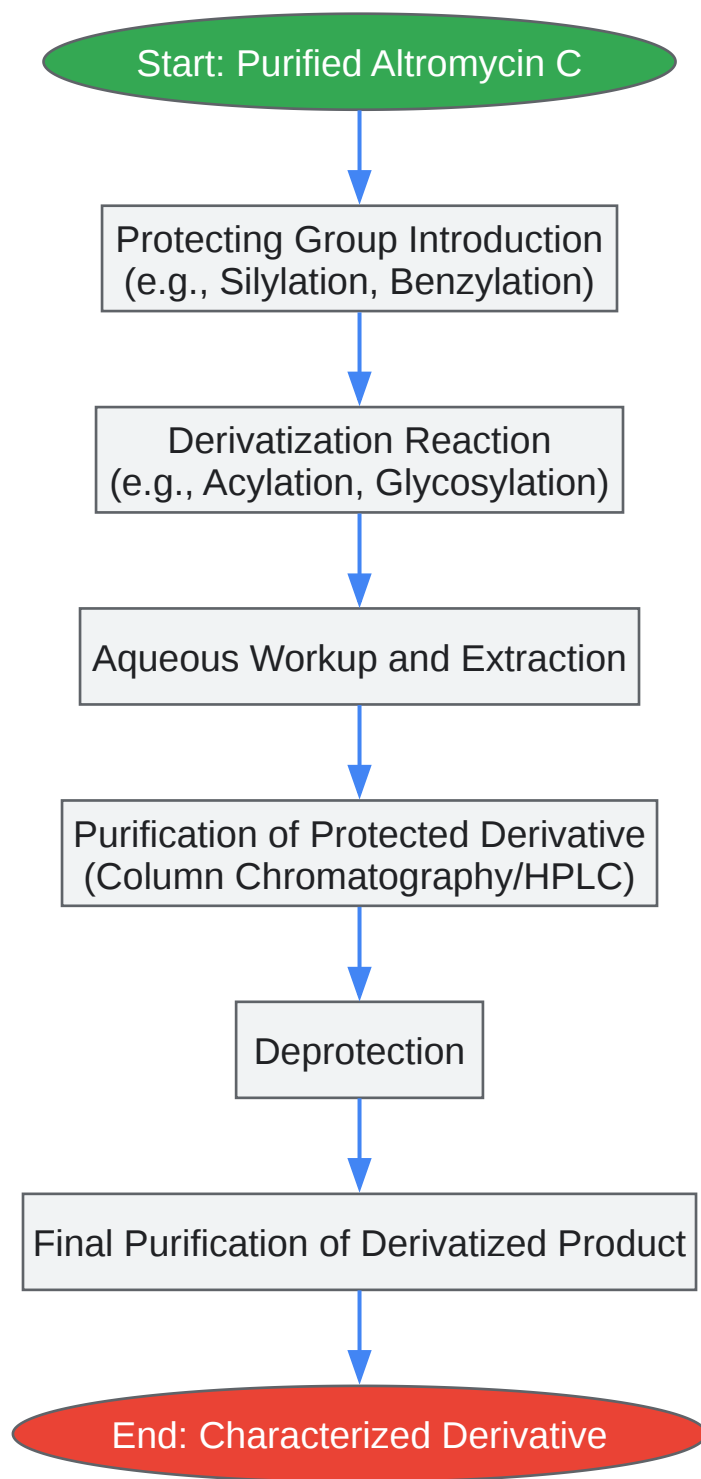 Start: Purified Altromycin C
Protecting Group Introduction
(e.g., Silylation, Benzylation)
Derivatization Reaction
(e.g., Acylation, Glycosylation)
Aqueous Workup and Extraction
Purification of Protected Derivative
(Column Chromatography/HPLC)
Deprotection
Final Purification of Derivatized Product
End: Characterized Derivative